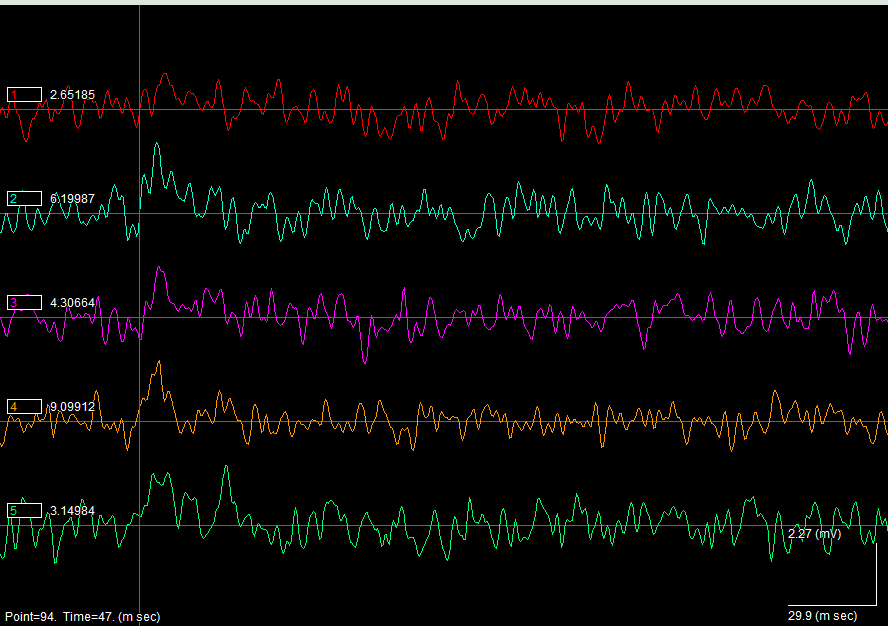 1 2.65185
2 6.19987
3 4.30664
4 9.09912
5 3.14984
2.27 (mV)
29.9 (m sec)
Point=94. Time=47. (m sec)